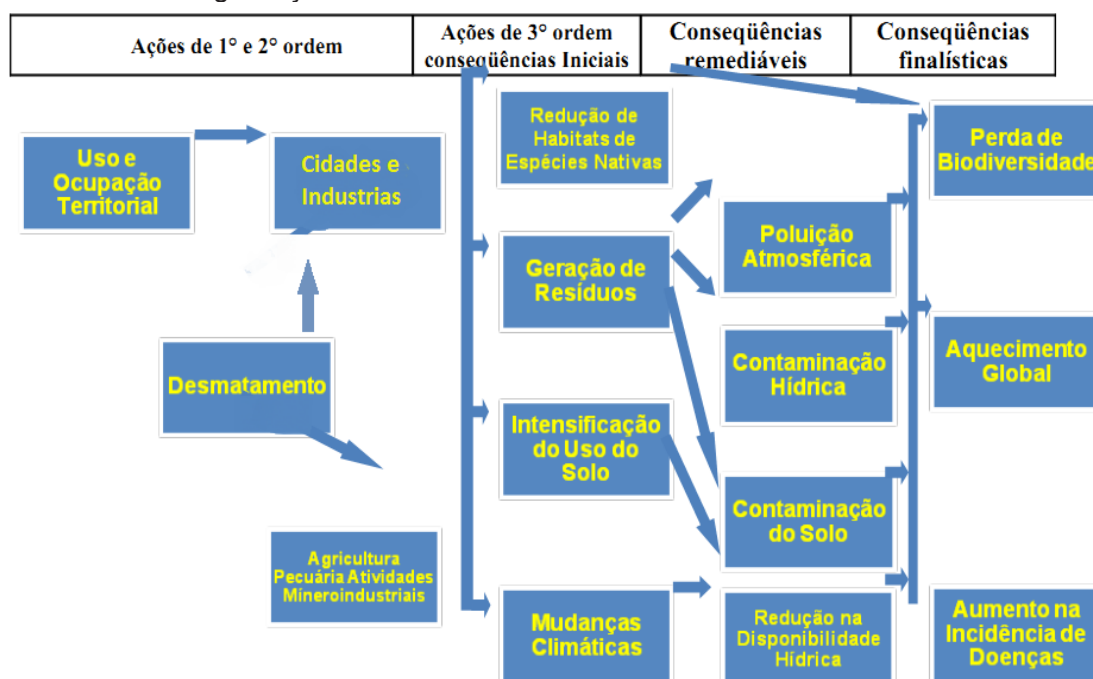 Ações de 1° e 2° ordem
Ações de 3° ordem
conseqüências Iniciais
Conseqüências
remediáveis
Conseqüências
finalísticas
Uso e
Ocupação
Territorial
Cidades e
Industrias
Desmatamento
Agricultura
Pecuária Atividades
Mineroindustriais
Redução de
Habitats de
Espécies Nativas
Geração de
Resíduos
Intensificação
do Uso do
Solo
Mudanças
Climáticas
Poluição
Atmosférica
Contaminação
Hídrica
Contaminação
do Solo
Redução na
Disponibilidade
Hídrica
Perda de
Biodiversidade
Aquecimento
Global
Aumento na
Incidência de
Doenças